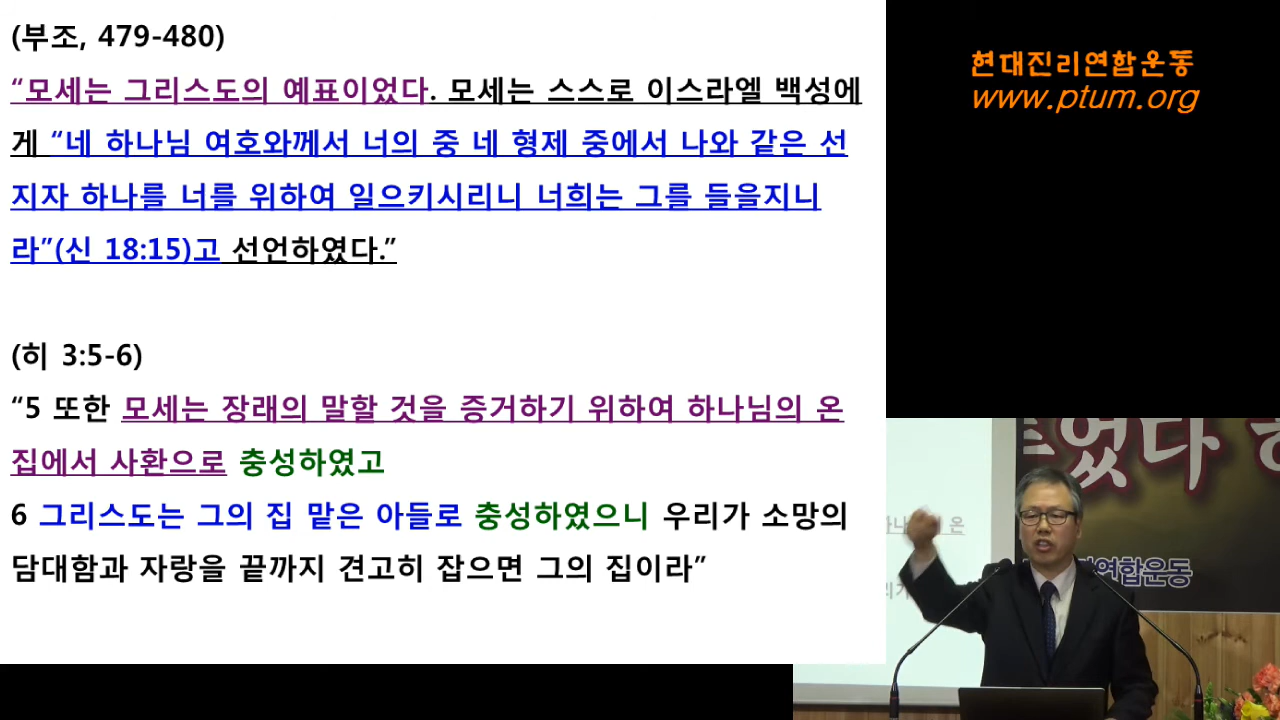 (부조, 479-480)
“모세는 그리스도의 예표이었다. 모세는 스스로 이스라엘 백성에
게 “네 하나님 여호와께서 너의 중 네 형제 중에서 나와 같은 선
지자 하나를 너를 위하여 일으키시리니 너희는 그를 들을지니
라”(신 18:15)고 선언하였다.”
(히 3:5-6)
“5 또한 모세는 장래의 말할 것을 증거하기 위하여 하나님의 온
집에서 사환으로 충성하였고
6 그리스도는 그의 집 맡은 아들로 충성하였으니 우리가 소망의
담대함과 자랑을 끝까지 견고히 잡으면 그의 집이라”
현대진리연합운동
www.ptum.org
연합운동